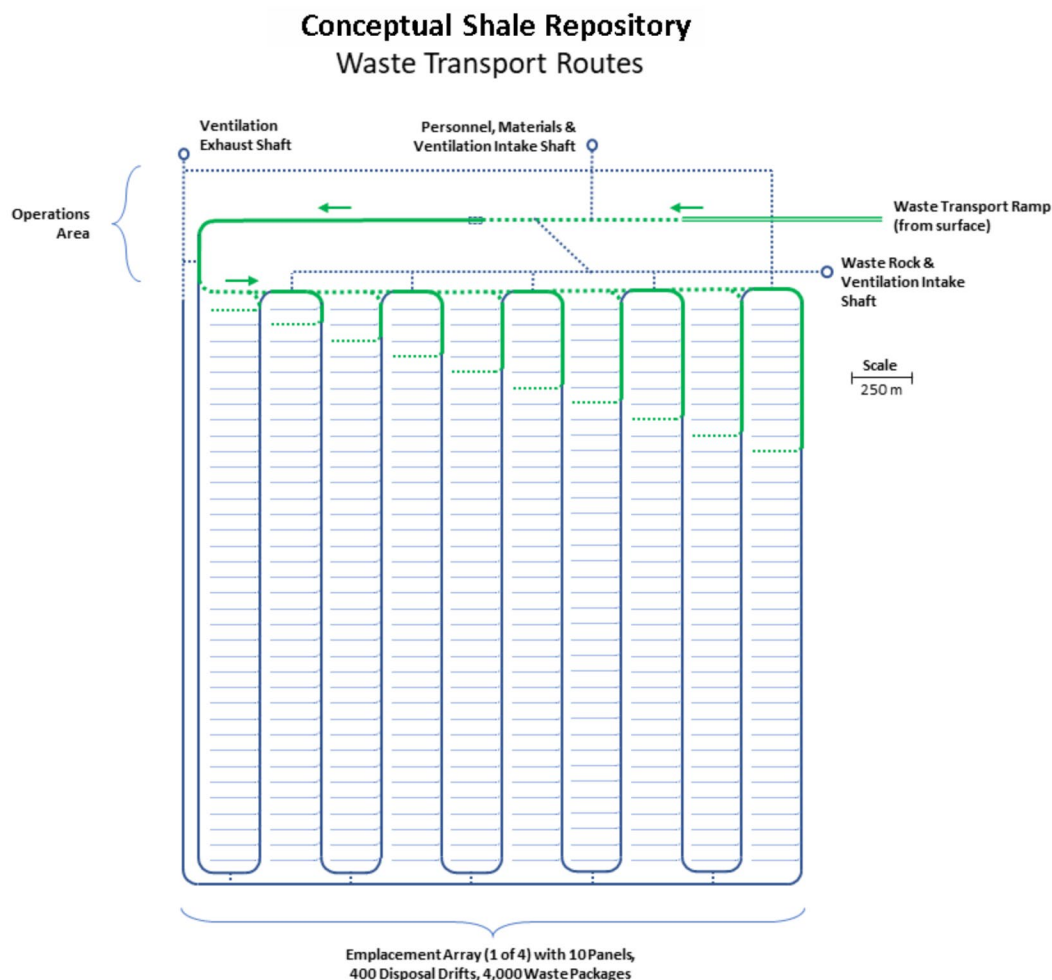 Conceptual Shale Repository
Waste Transport Routes
Ventilation
Exhaust Shaft
Personnel, Materials &
Ventilation Intake Shaft
Operations
Area
Waste Transport Ramp
(from surface)
Waste Rock &
Ventilation Intake
Shaft
Scale
250 m
Emplacement Array (1 of 4) with 10 Panels,
400 Disposal Drifts, 4,000 Waste Packages